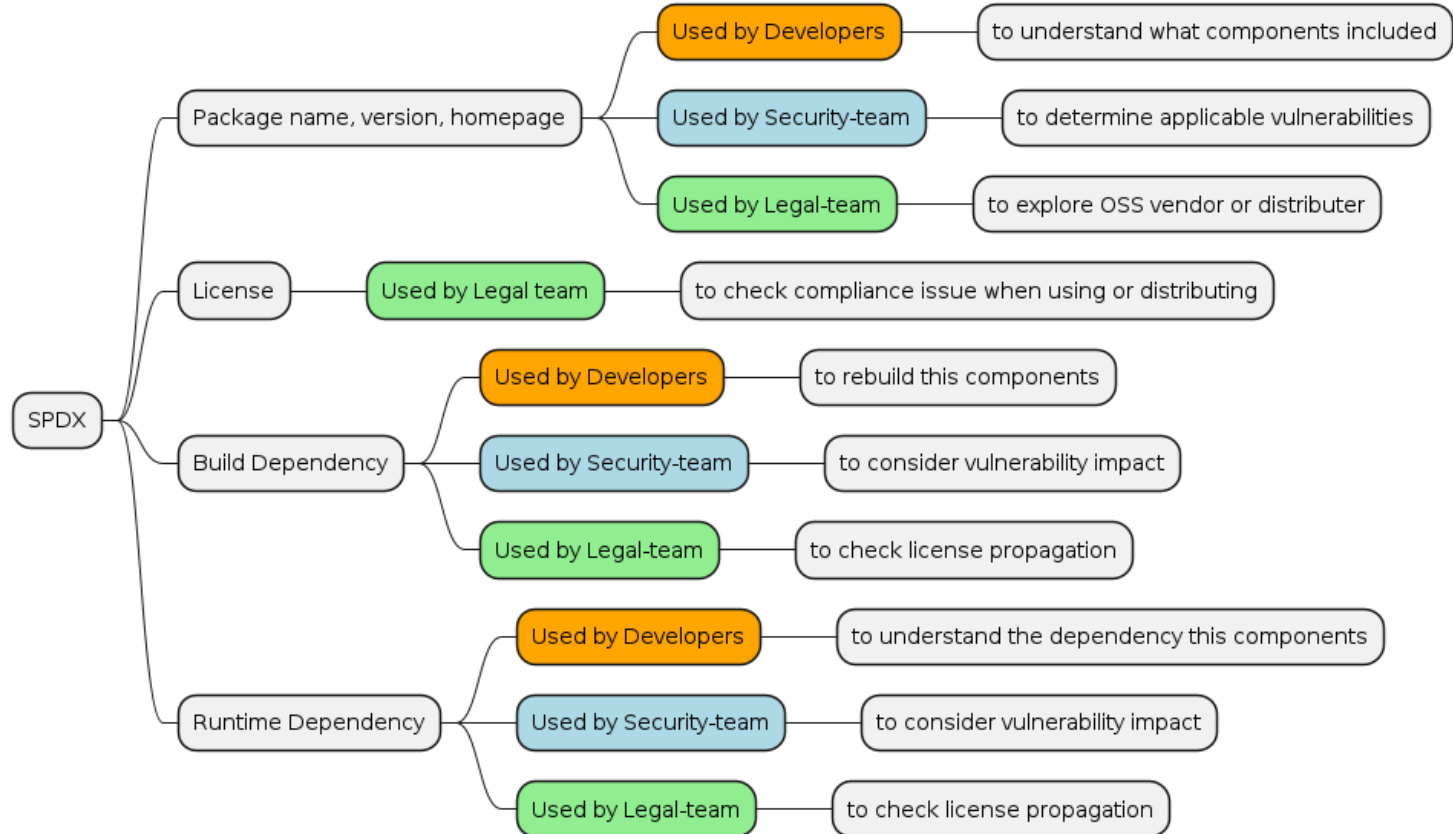 Used by Developers
to understand what components included
Package name, version, homepage
Used by Security-team
to determine applicable vulnerabilities
Used by Legal-team
to explore OSS vendor or distributer
License
Used by Legal team
to check compliance issue when using or distributing
SPDX
Used by Developers
to rebuild this components
Build Dependency
Used by Security-team
to consider vulnerability impact
Used by Legal-team
to check license propagation
Used by Developers
to understand the dependency this components
Runtime Dependency
Used by Security-team
to consider vulnerability impact
Used by Legal-team
to check license propagation